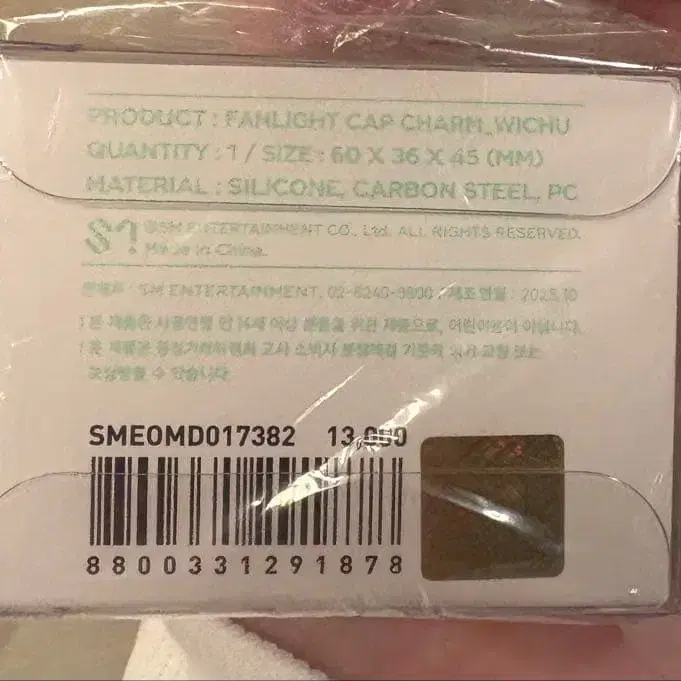 PRODUCT : FANLIGHT CAP CHARM_WICHU
QUANTITY : 1 / SIZE : 60 X 36 X 45 (MM)
MATERIAL : SILICONE, CARBON STEEL, PC
©SM ENTERTAINMENT CO., Ltd. ALL RIGHTS RESERVED.
Made in China.
판매원 : SM ENTERTAINMENT, 02-6240-9800 / 제조연월 : 2025.10
! 본 제품은 사용연령 만 14세 이상 분들을 위한 제품으로, 어린이용이 아닙니다.
! 본 제품은 공정거래위원회 고시 소비자 분쟁해결 기준에 교환 또는
보상받을 수 있습니다.
SMEOMD017382 13,000
8800331291878